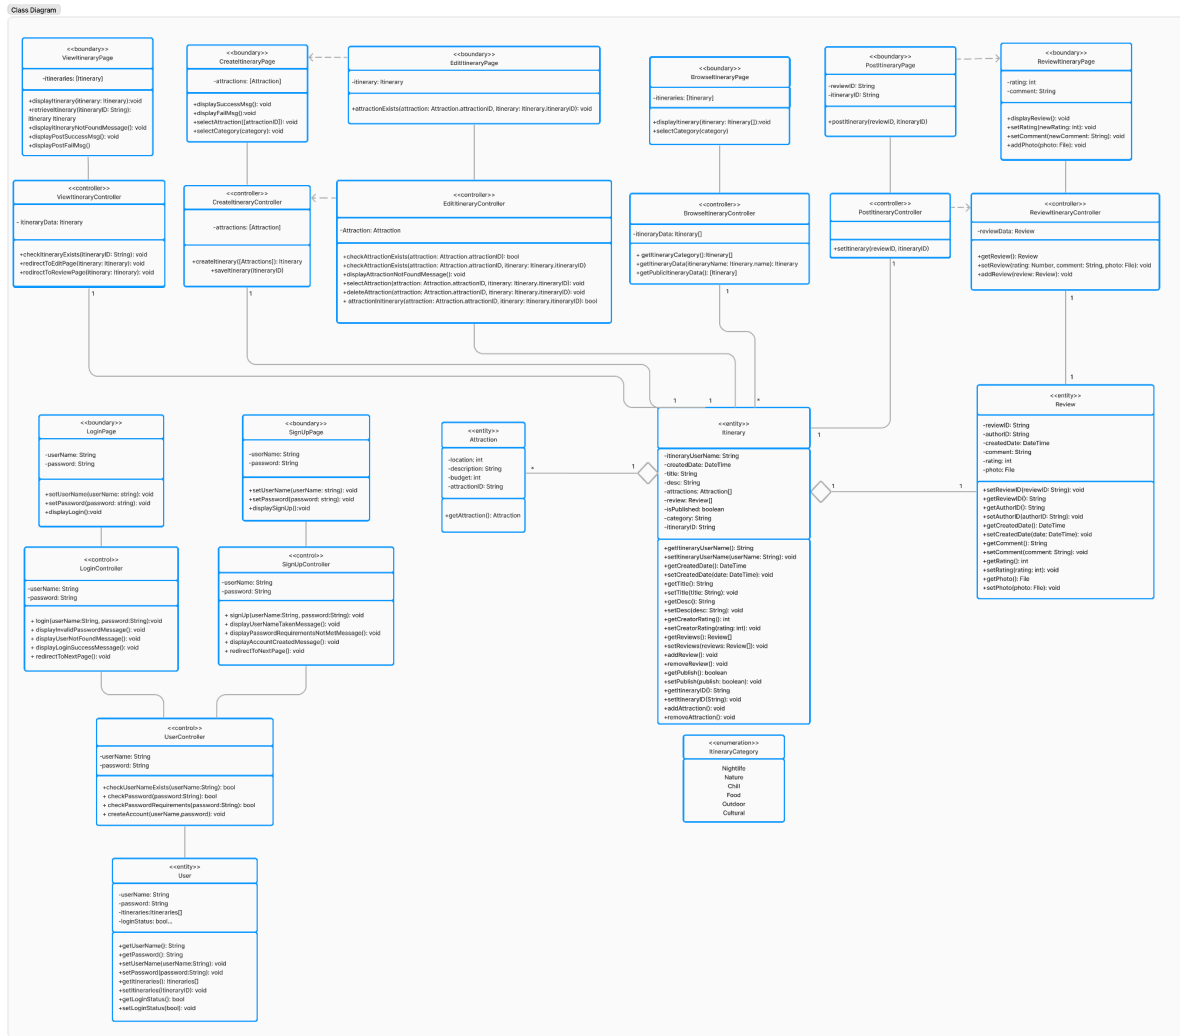 Class Diagram
<<boundary>>
ViewItineraryPage
-itineraries: [Itinerary]
+displayItinerary(itinerary: Itinerary):void
+retrieveItinerary(itineraryID: String):
Itinerary Itinerary
+displayItineraryNotFoundMessage(): void
+displayPostSuccessMsg(): void
+displayPostFailMsg()
<<boundary>>
CreateItineraryPage
-attractions: [Attraction]
+displaySuccessMsg(): void
+displayFailMsg():void
+selectAttraction([attractionID]): void
+selectCategory(category): void
<<boundary>>
EditItineraryPage
-itinerary: Itinerary
+attractionExists(attraction: Attraction.attractionID, itinerary: Itinerary.itineraryID): void
<<boundary>>
BrowseItineraryPage
-itineraries: [Itinerary]
+displayItinerary(itinerary: Itinerary[]):void
+selectCategory(category)
<<boundary>>
PostItineraryPage
-reviewID: String
-itineraryID: String
+postItinerary(reviewID, itineraryID)
<<boundary>>
ReviewItineraryPage
-rating: int
-comment: String
+displayReview(): void
+setRating(newRating: int): void
+setComment(newComment: String): void
+addPhoto(photo: File): void
<<controller>>
ViewItineraryController
- itineraryData: Itinerary
+checkItineraryExists(itineraryID: String): void
+redirectToEditPage(itinerary: Itinerary): void
+redirectToReviewPage(itinerary: Itinerary): void
1
<<controller>>
CreateItineraryController
-attractions: [Attraction]
+createItinerary([Attractions]): Itinerary
+saveItinerary(itineraryID)
1
<<controller>>
EditItineraryController
-Attraction: Attraction
+checkAttractionExists(attraction: Attraction.attractionID): bool
+checkAttractionExists(attraction: Attraction.attractionID, itinerary: Itinerary.itineraryID)
+displayAttractionNotFoundMessage(): void
+selectAttraction(attraction: Attraction.attractionID, itinerary: Itinerary.itineraryID): void
+deleteAttraction(attraction: Attraction.attractionID, itinerary: Itinerary.itineraryID): void
+ attractionInItinerary(attraction: Attraction.attractionID, itinerary: Itinerary.itineraryID): bool
<<controller>>
BrowseItineraryController
-itineraryData: Itinerary[]
+ getItineraryCategory():Itinerary[]
+getItineraryData(itineraryName: Itinerary.name): Itinerary
+getPublicItineraryData(): [Itinerary]
1
<<controller>>
PostItineraryController
+setItinerary(reviewID, itineraryID)
1
<<controller>>
ReviewItineraryController
-reviewData: Review
+getReview(): Review
+setReview(rating: Number, comment: String, photo: File): void
+addReview(review: Review): void
1
1
1
1
*
1
<<boundary>>
LoginPage
-userName: String
-password: String
+setUserName(username: string): void
+setPassword(password: string): void
+displayLogin():void
<<boundary>>
SignUpPage
-userName: String
-password: String
+setUserName(username: string): void
+setPassword(password: string): void
+displaySignUp():void
<<entity>>
Attraction
-location: int
-description: String
-budget: int
-attractionID: String
+getAttraction(): Attraction
*
1
<<entity>>
Itinerary
-itineraryUserName: String
-createdDate: DateTime
-title: String
-desc: String
-attractions: Attraction[]
-review: Review[]
-isPublished: boolean
-category: String
-itineraryID: String
+getItineraryUserName(): String
+setItineraryUserName(userName: String): void
+getCreatedDate(): DateTime
+setCreatedDate(date: DateTime): void
+getTitle(): String
+setTitle(title: String): void
+getDesc(): String
+setDesc(desc: String): void
+getCreatorRating(): int
+setCreatorRating(rating: int): void
+getReviews(): Review[]
+setReviews(reviews: Review[]): void
+addReview(): void
+removeReview(): void
+getPublish(): boolean
+setPublish(publish: boolean): void
+getItineraryID(): String
+setItineraryID(String): void
+addAttraction(): void
+removeAttraction(): void
1
1
<<entity>>
Review
-reviewID: String
-authorID: String
-createdDate: DateTime
-comment: String
-rating: int
-photo: File
+setReviewID(reviewID: String): void
+getReviewID(): String
+getAuthorID(): String
+setAuthorID(authorID: String): void
+getCreatedDate(): DateTime
+setCreatedDate(date: DateTime): void
+getComment(): String
+setComment(comment: String): void
+getRating(): int
+setRating(rating: int): void
+getPhoto(): File
+setPhoto(photo: File): void
<<control>>
LoginController
-userName: String
-password: String
+ login(userName:String, password:String):void
+ displayInvalidPasswordMessage(): void
+ displayUserNotFoundMessage(): void
+ displayLoginSuccessMessage(): void
+ redirectToNextPage(): void
<<control>>
SignUpController
-userName: String
-password: String
+ signUp(userName:String, password:String): void
+ displayUserNameTakenMessage(): void
+ displayPasswordRequirementsNotMetMessage(): void
+ displayAccountCreatedMessage(): void
+ redirectToNextPage(): void
<<control>>
UserController
-userName: String
-password: String
+checkUserNameExists(userName:String): bool
+ checkPassword(password:String): bool
+ checkPasswordRequirements(password:String): bool
+ createAccount(userName,password): void
<<enumeration>>
ItineraryCategory
Nightlife
Nature
Chill
Food
Outdoor
Cultural
<<entity>>
User
-userName: String
-password: String
-itineraries:Itineraries[]
-loginStatus: bool...
+getUserName(): String
+getPassword(): String
+setUserName(userName:String): void
+setPassword(password:String): void
+getItineraries(): Itineraries[]
+setItineraries(ItineraryID): void
+getLoginStatus(): bool
+setLoginStatus(bool): void